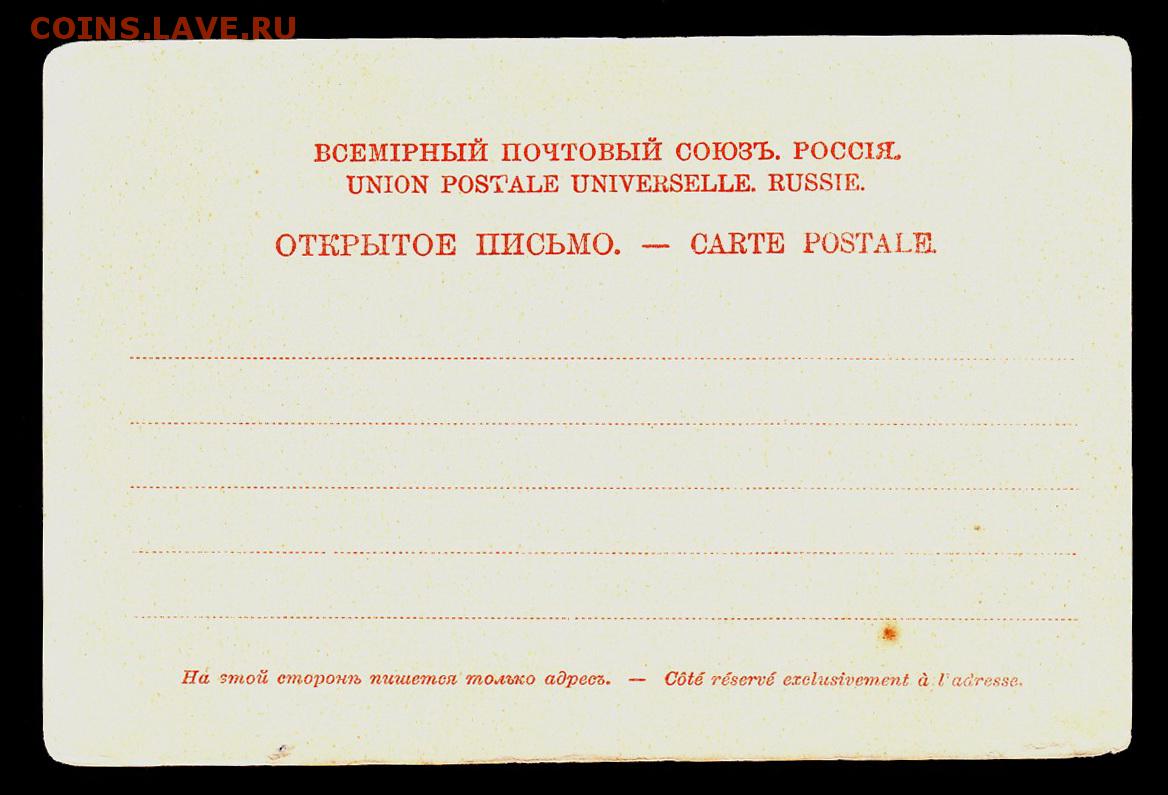 COINS.LAVE.RU
ВСЕМІРНЫЙ ПОЧТОВЫЙ СОЮЗЪ. РОССІЯ.
UNION POSTALE UNIVERSELLE. RUSSIE.
ОТКРЫТОЕ ПИСЬМО. — CARTE POSTALE.
На этой сторонѣ пишется только адресъ. — Côté réservé exclusivement à l'adresse.